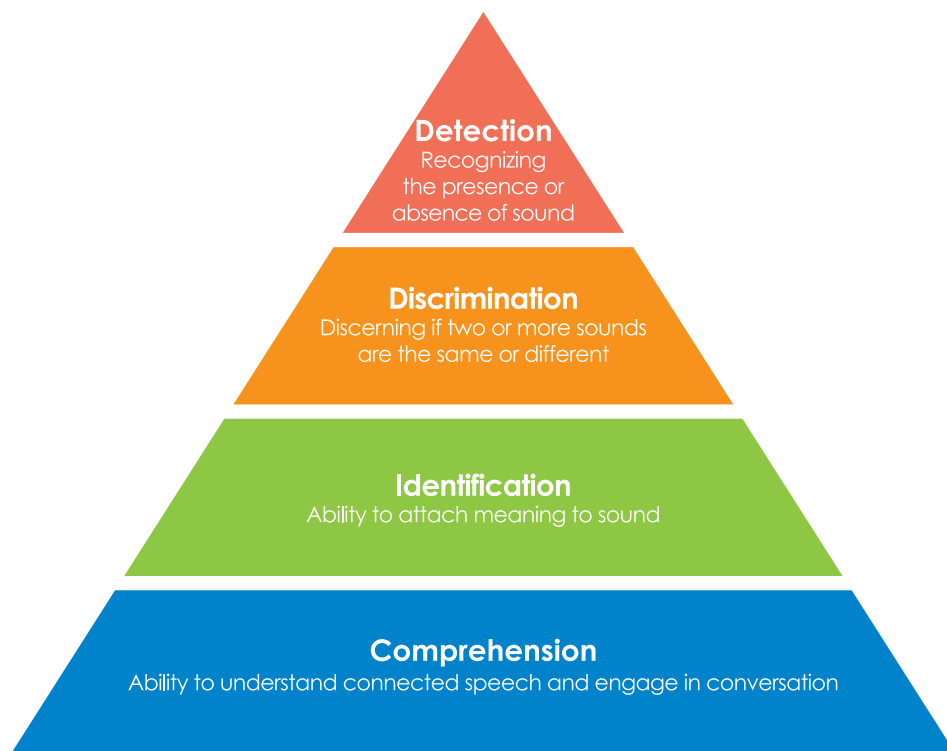 Detection
Recognizing
the presence or
absence of sound
Discrimination
Discerning if two or more sounds
are the same or different
Identification
Ability to attach meaning to sound
Comprehension
Ability to understand connected speech and engage in conversation